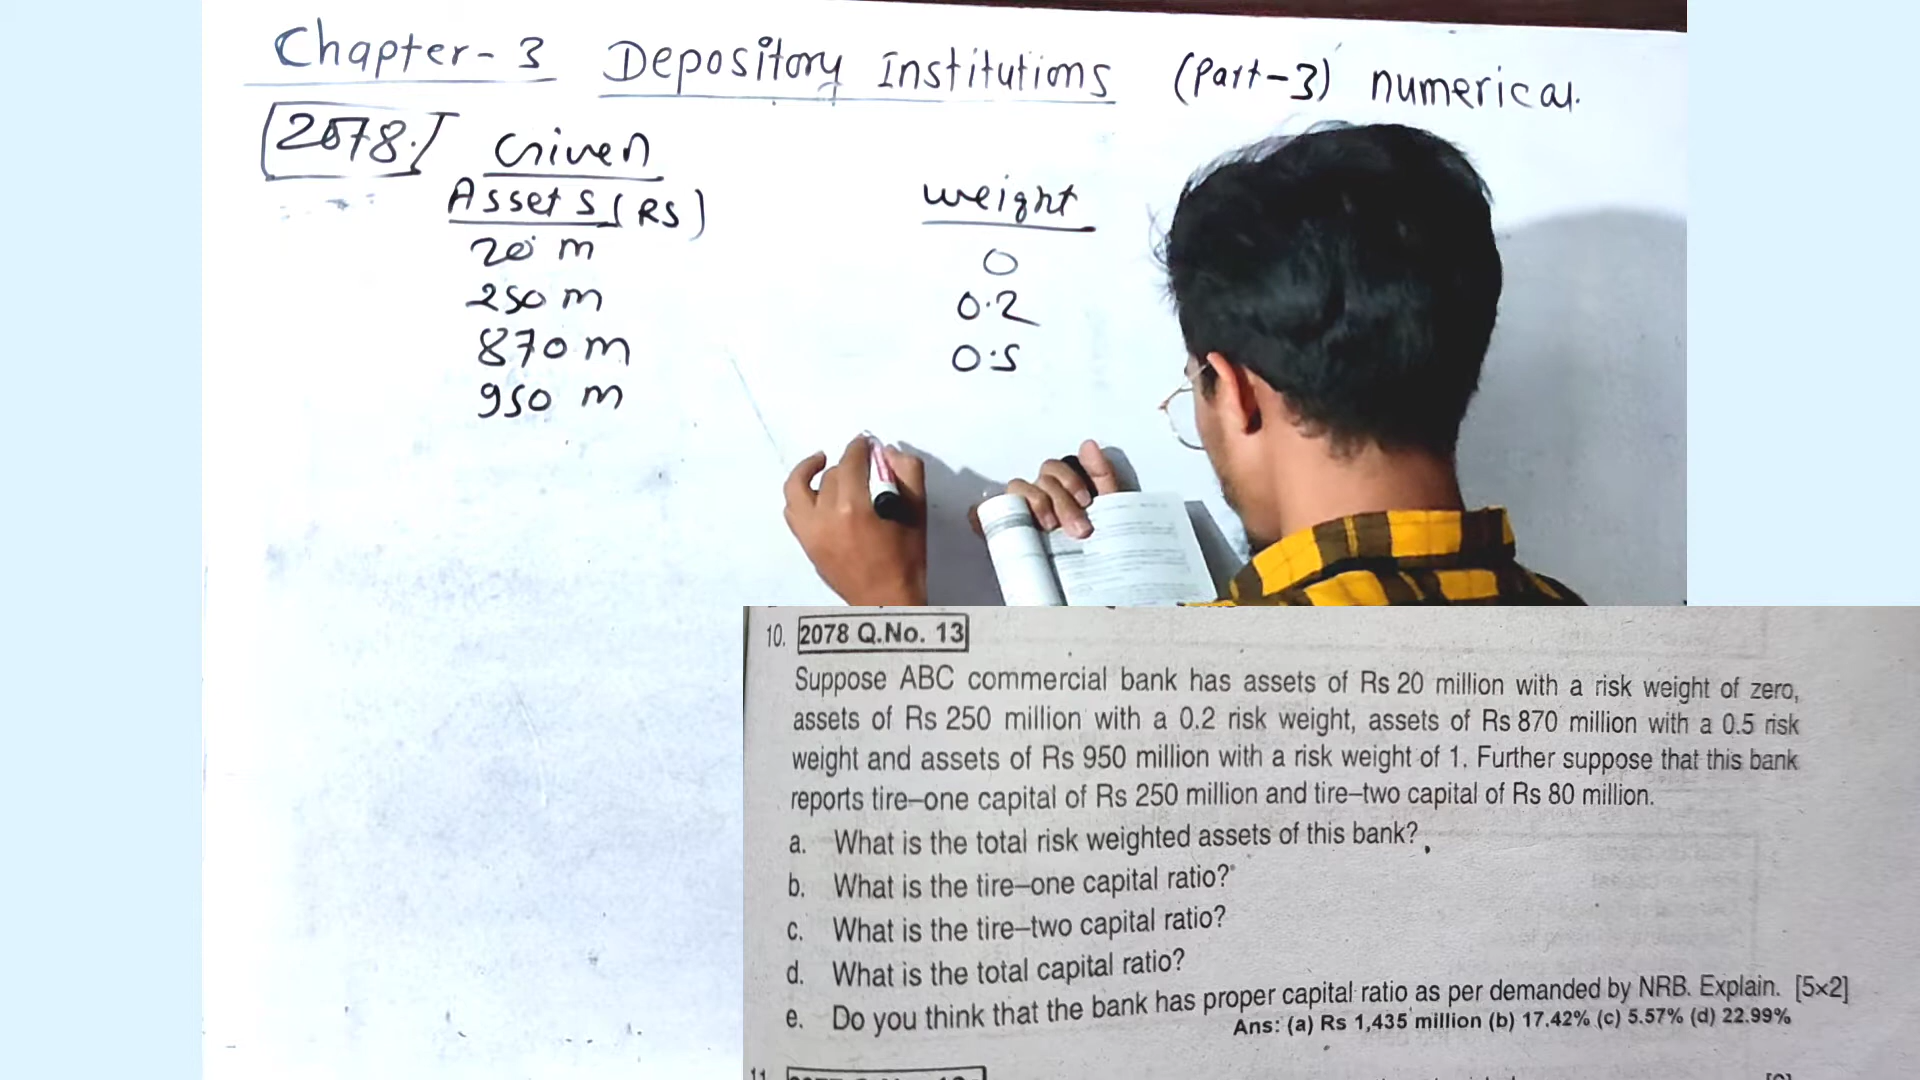 Chapter-3 Depository Institutions (Part-3) numerical.
2078. Given
Assets (RS) weight
20 m 0
250 m 0.2
870 m 0.5
950 m
10. 2078 Q.No. 13
Suppose ABC commercial bank has assets of Rs 20 million with a risk weight of zero,
assets of Rs 250 million with a 0.2 risk weight, assets of Rs 870 million with a 0.5 risk
weight and assets of Rs 950 million with a risk weight of 1. Further suppose that this bank
reports tire–one capital of Rs 250 million and tire–two capital of Rs 80 million.
a. What is the total risk weighted assets of this bank?
b. What is the tire–one capital ratio?
c. What is the tire–two capital ratio?
d. What is the total capital ratio?
e. Do you think that the bank has proper capital ratio as per demanded by NRB. Explain. [5×2]
Ans: (a) Rs 1,435 million (b) 17.42% (c) 5.57% (d) 22.99%